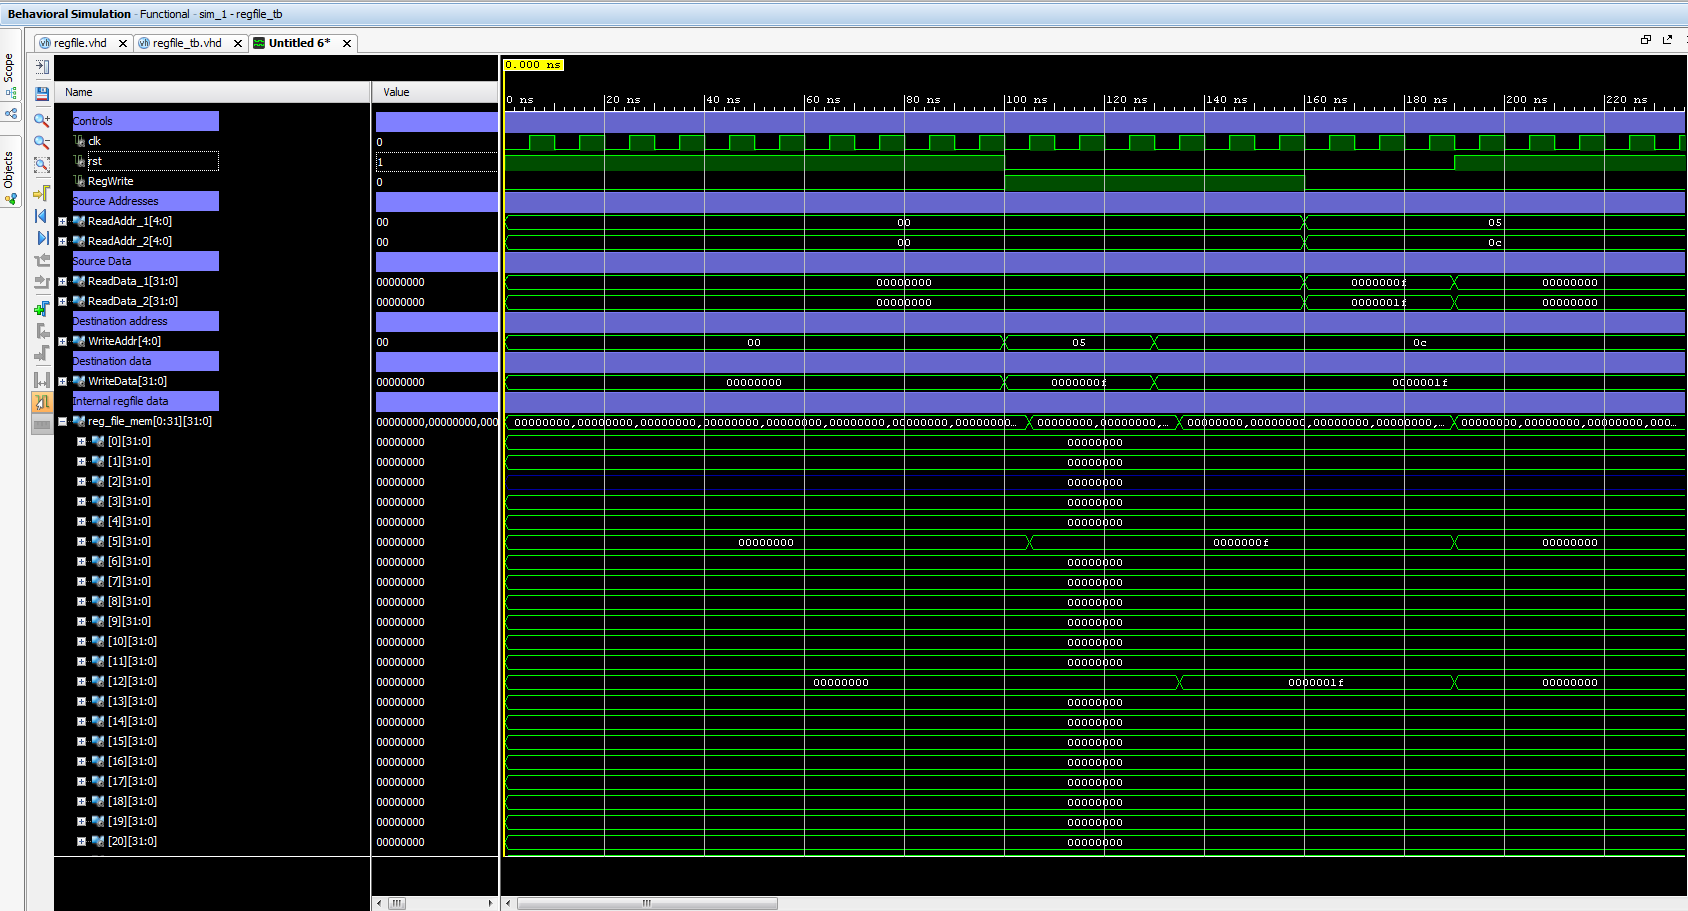 Behavioral Simulation - Functional - sim_1 - regfile_tb
regfile.vhd regfile_tb.vhd Untitled 6*
Scope
Objects
0.000 ns
Name Value
0 ns 20 ns 40 ns 60 ns 80 ns 100 ns 120 ns 140 ns 160 ns 180 ns 200 ns 220 ns
Controls
clk 0
rst 1
RegWrite 0
Source Addresses
ReadAddr_1[4:0] 00 00 05
ReadAddr_2[4:0] 00 00 0c
Source Data
ReadData_1[31:0] 00000000 00000000 0000000f 00000000
ReadData_2[31:0] 00000000 00000000 0000001f 00000000
Destination address
WriteAddr[4:0] 00 00 05 0c
Destination data
WriteData[31:0] 00000000 00000000 0000000f 0000001f
Internal regfile data
reg_file_mem[0:31][31:0] 00000000,00000000,000 00000000,00000000,00000000,00000000,00000000,00000000,00000000... 00000000,00000000,... 00000000,00000000,00000000,00000000,... 00000000,00000000,00000000,000...
[0][31:0] 00000000 00000000
[1][31:0] 00000000 00000000
[2][31:0] 00000000 00000000
[3][31:0] 00000000 00000000
[4][31:0] 00000000 00000000
[5][31:0] 00000000 00000000 0000000f 00000000
[6][31:0] 00000000 00000000
[7][31:0] 00000000 00000000
[8][31:0] 00000000 00000000
[9][31:0] 00000000 00000000
[10][31:0] 00000000 00000000
[11][31:0] 00000000 00000000
[12][31:0] 00000000 00000000 0000001f 00000000
[13][31:0] 00000000 00000000
[14][31:0] 00000000 00000000
[15][31:0] 00000000 00000000
[16][31:0] 00000000 00000000
[17][31:0] 00000000 00000000
[18][31:0] 00000000 00000000
[19][31:0] 00000000 00000000
[20][31:0] 00000000 00000000